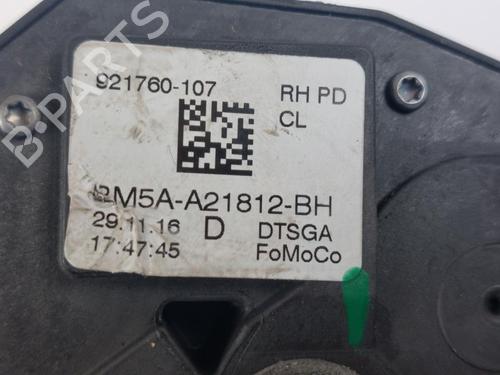 921760-107 RH PD
CL
BM5A-A21812-BH
29.11.16 D DTSGA
17:47:45 FoMoCo
B-PARTS